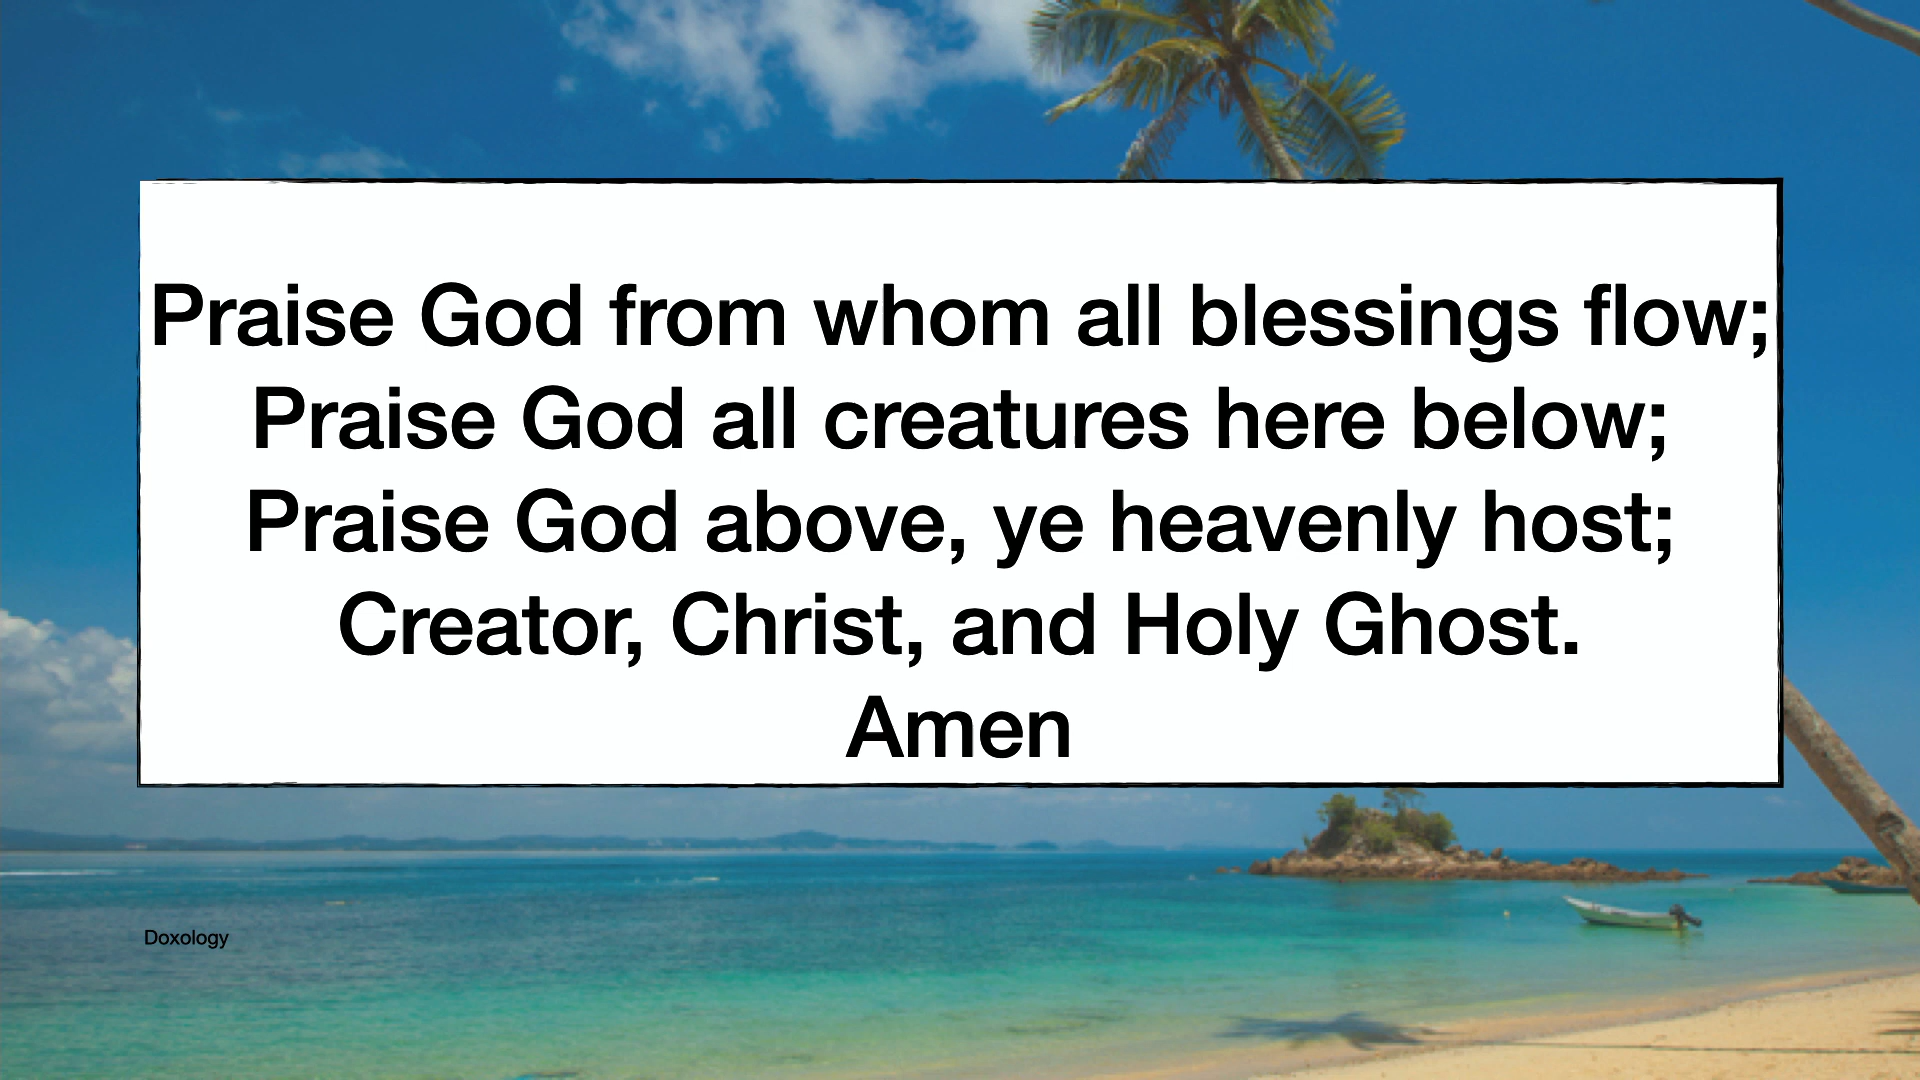 Praise God from whom all blessings flow;
Praise God all creatures here below;
Praise God above, ye heavenly host;
Creator, Christ, and Holy Ghost.
Amen
Doxology